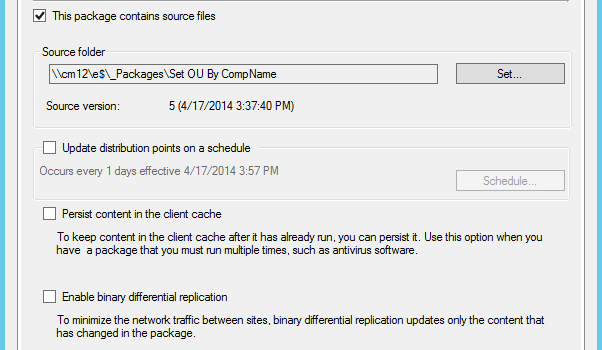 This package contains source files
Source folder
\\cm12\e$\_Packages\Set OU By CompName
Set...
Source version: 5 (4/17/2014 3:37:40 PM)
Update distribution points on a schedule
Occurs every 1 days effective 4/17/2014 3:57 PM
Schedule...
Persist content in the client cache
To keep content in the client cache after it has already run, you can persist it. Use this option when you
have a package that you must run multiple times, such as antivirus software.
Enable binary differential replication
To minimize the network traffic between sites, binary differential replication updates only the content that
has changed in the package.